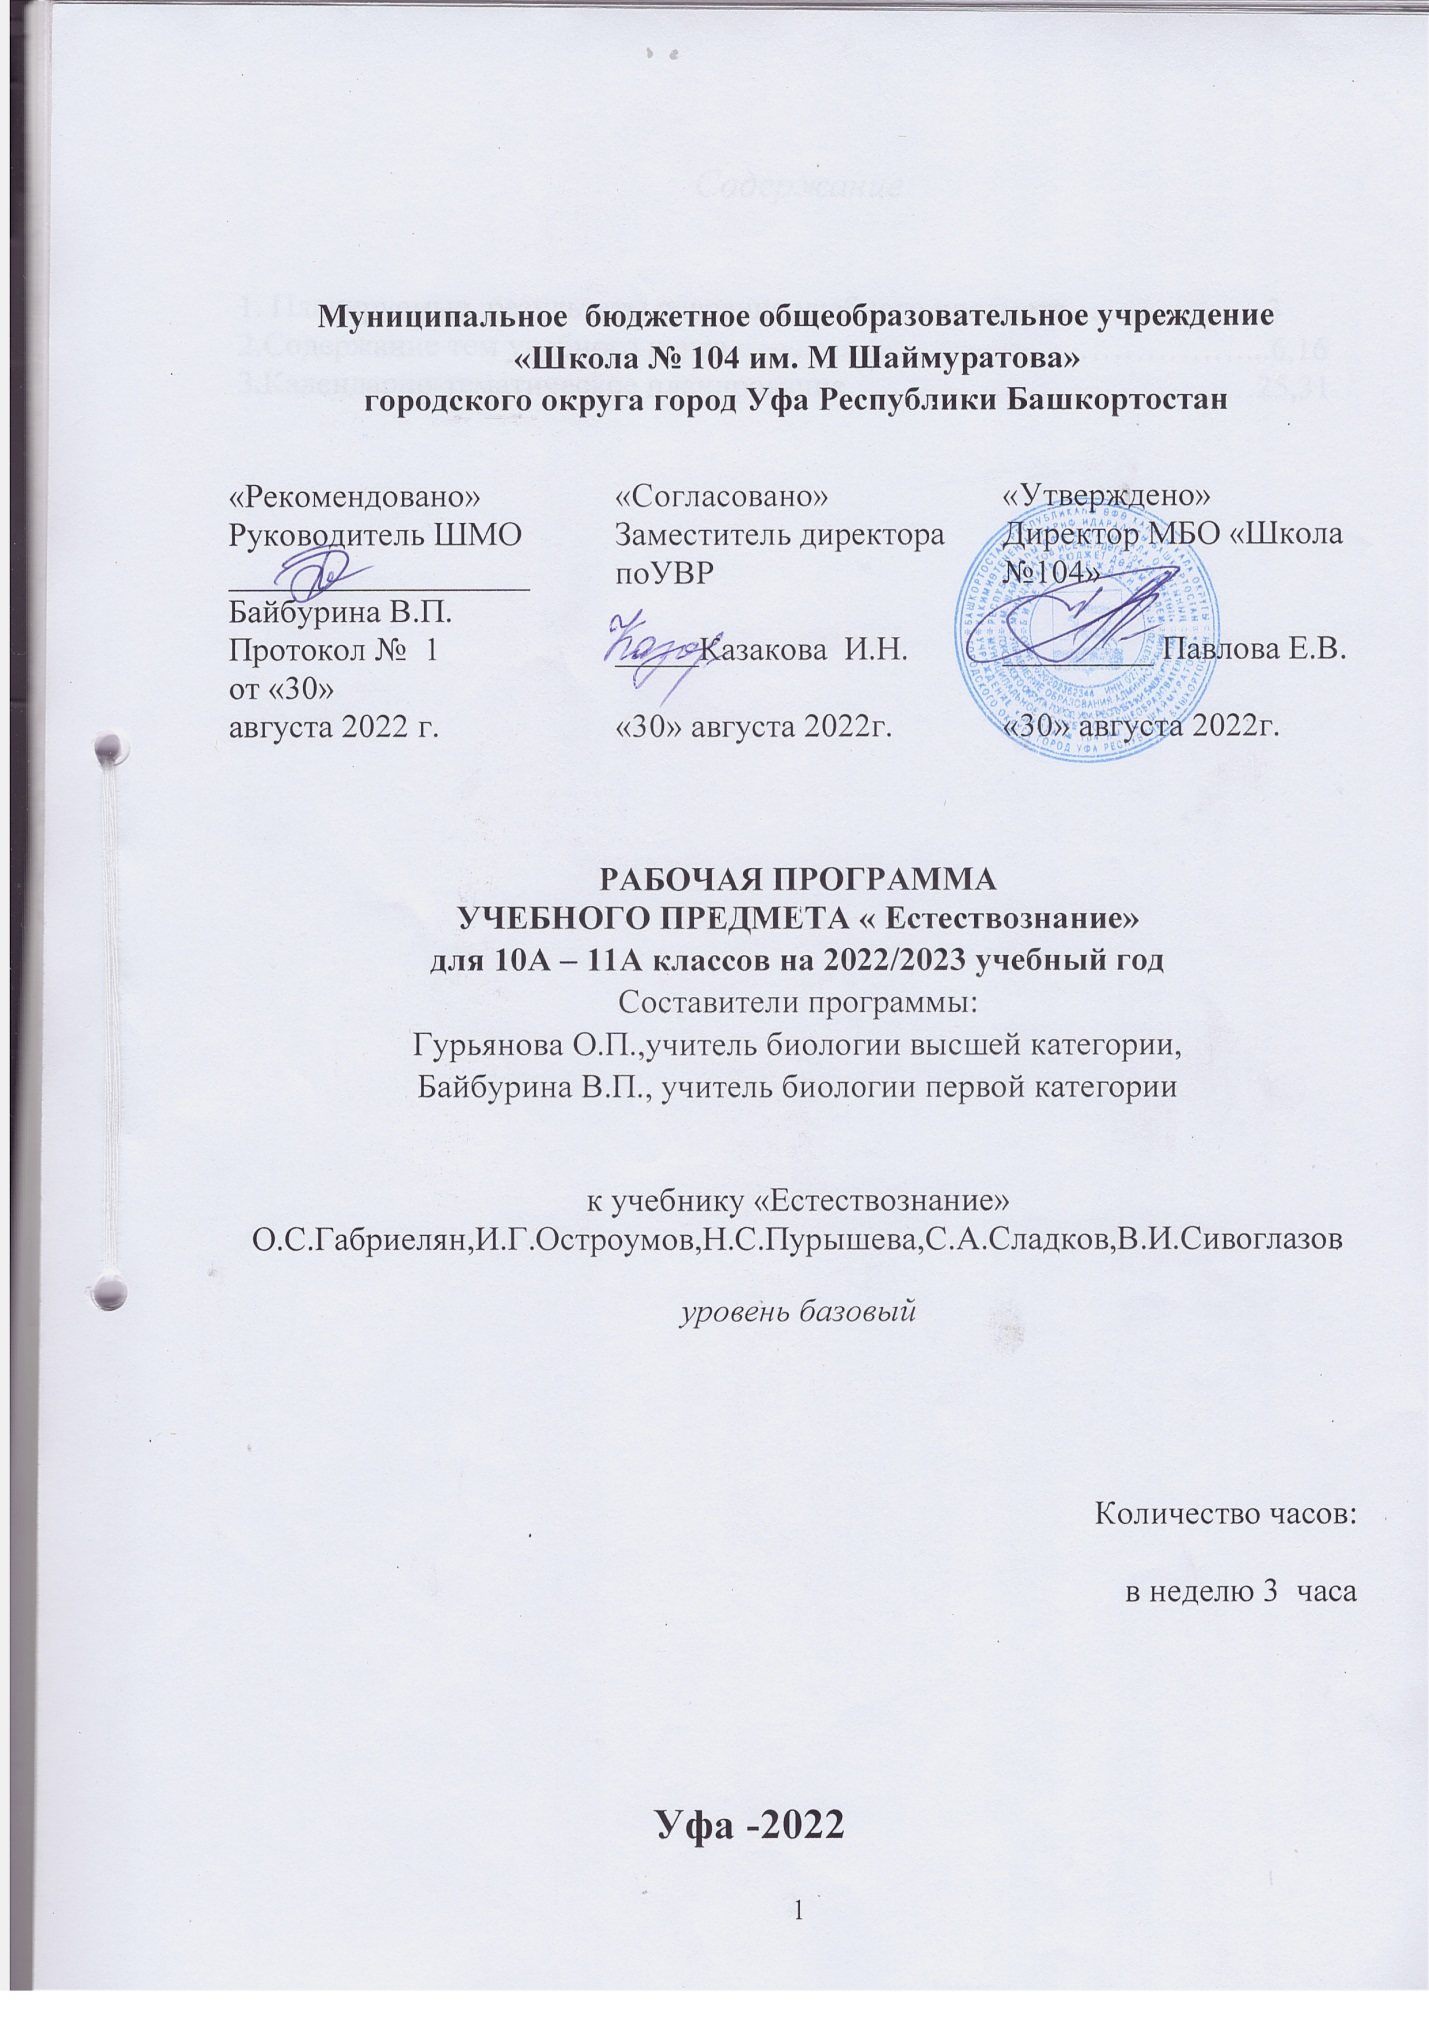 Муниципальное бюджетное общеобразовательное учреждение
«Школа № 104 им. М Шаймуратова»
городского округа город Уфа Республики Башкортостан
«Рекомендовано»
Руководитель ШМО
Байбурина В.П.
Протокол № 1
от «30»
августа 2022 г.
«Согласовано»
Заместитель директора
поУВР
Казакова И.Н.
«30» августа 2022г.
«Утверждено»
Директор МБО «Школа
№104»
Павлова Е.В.
«30» августа 2022г.
РАБОЧАЯ ПРОГРАММА
УЧЕБНОГО ПРЕДМЕТА « Естествознание»
для 10А – 11А классов на 2022/2023 учебный год
Составители программы:
Гурьянова О.П.,учитель биологии высшей категории,
Байбурина В.П., учитель биологии первой категории
к учебнику «Естествознание»
О.С.Габриелян,И.Г.Остроумов,Н.С.Пурышева,С.А.Сладков,В.И.Сивоглазов
уровень базовый
Количество часов:
в неделю 3 часа
Уфа -2022
1